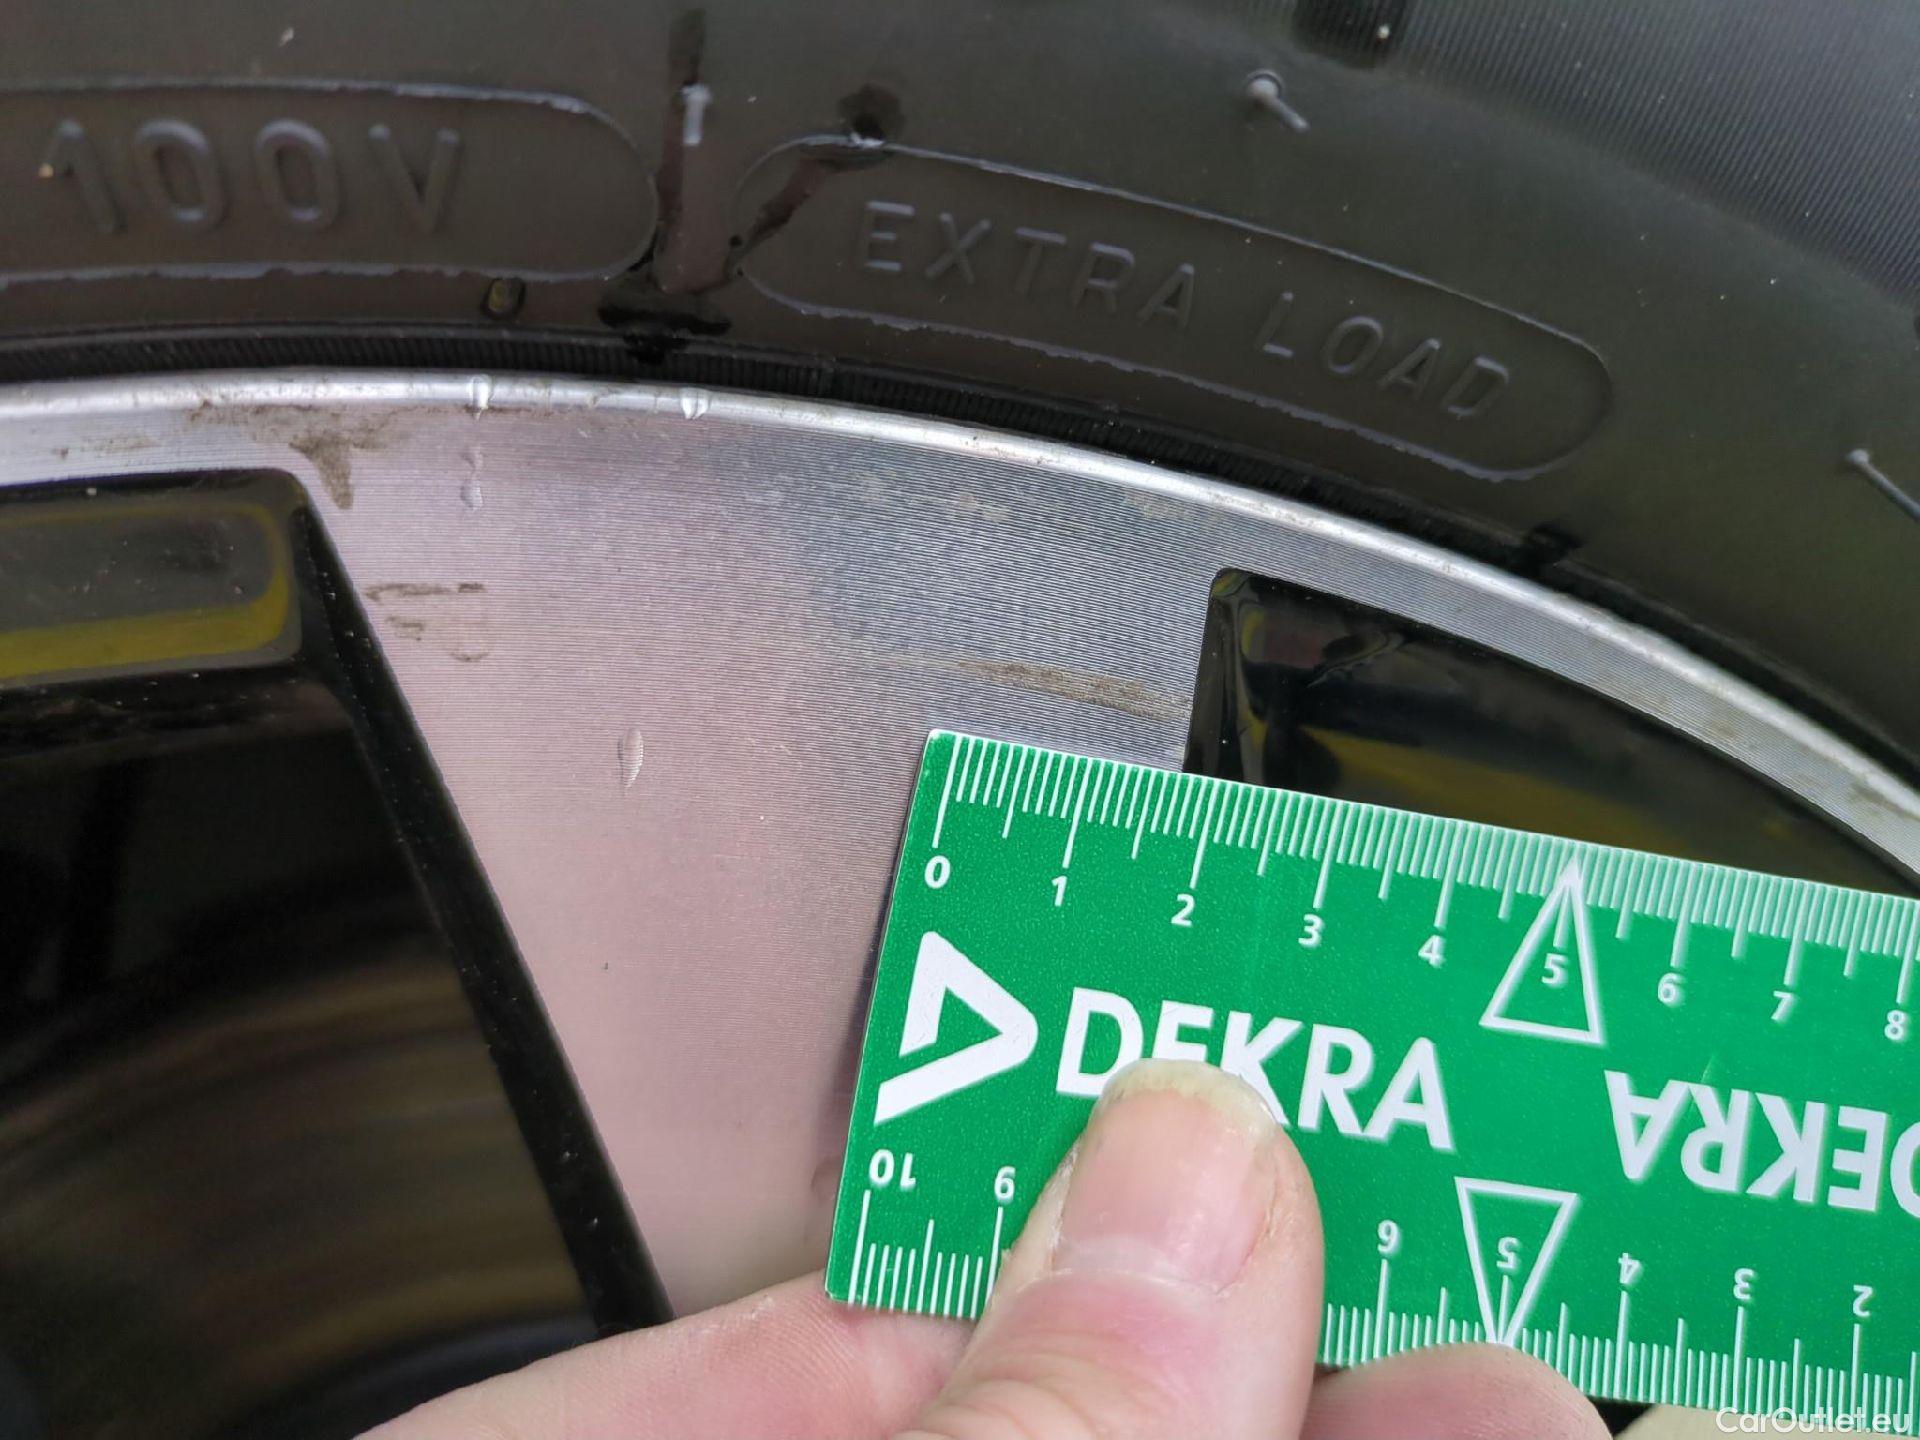 100V
EXTRA LOAD
0 1 2 3 4 5 6 7 8
DEKRA
DEKRA
10 9 6 5 4 3 2
CarOutlet.eu